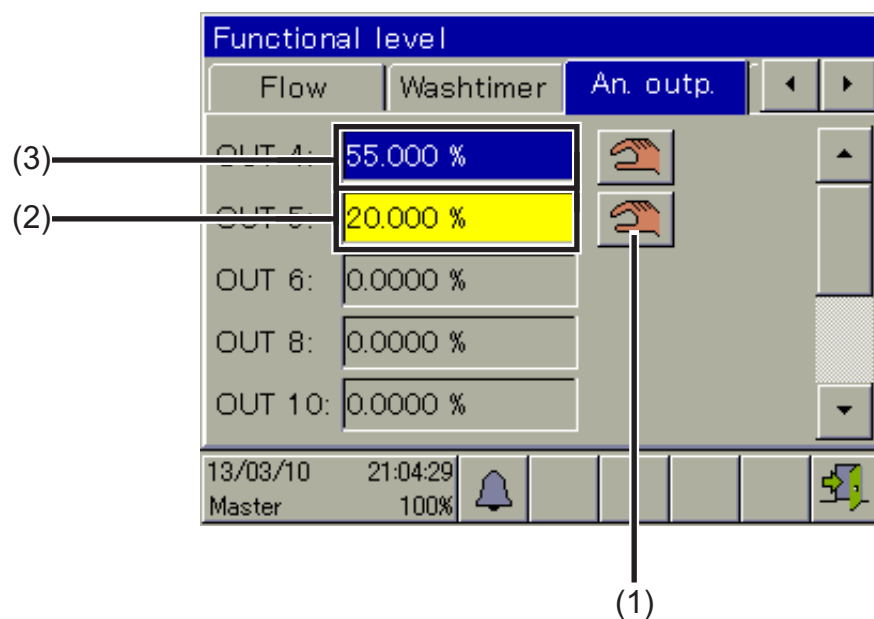 Functional level
Flow Washtimer An. outp.
(3) OUT 4: 55.000 %
(2) OUT 5: 20.000 %
OUT 6: 0.0000 %
OUT 8: 0.0000 %
OUT 10: 0.0000 %
13/03/10 21:04:29
Master 100%
(1)